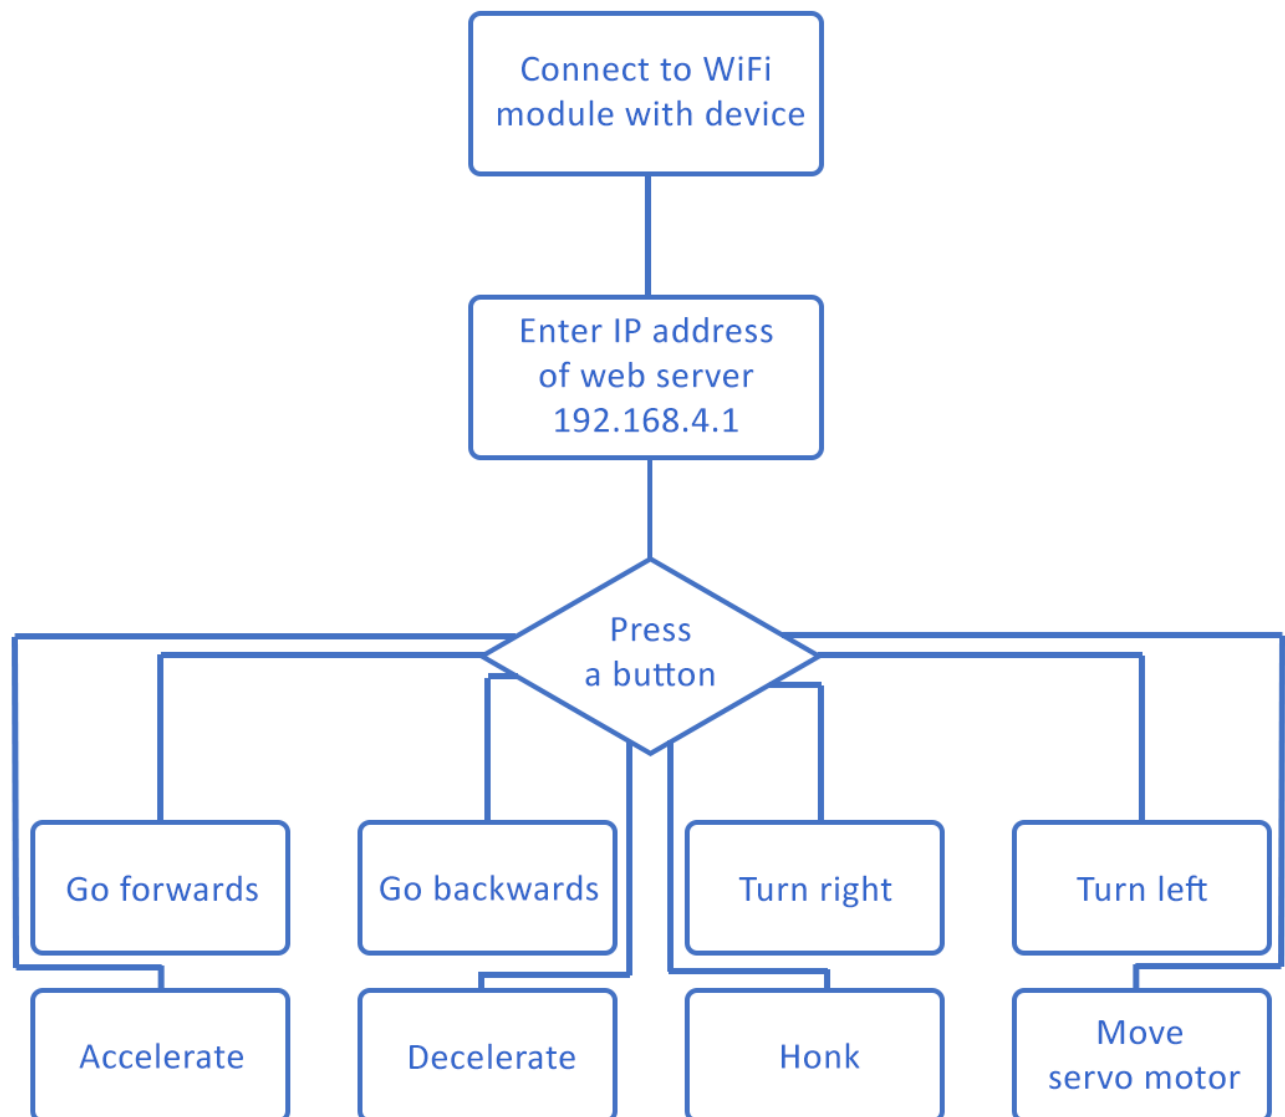 Connect to WiFi
module with device
Enter IP address
of web server
192.168.4.1
Press
a button
Go forwards
Go backwards
Turn right
Turn left
Accelerate
Decelerate
Honk
Move
servo motor